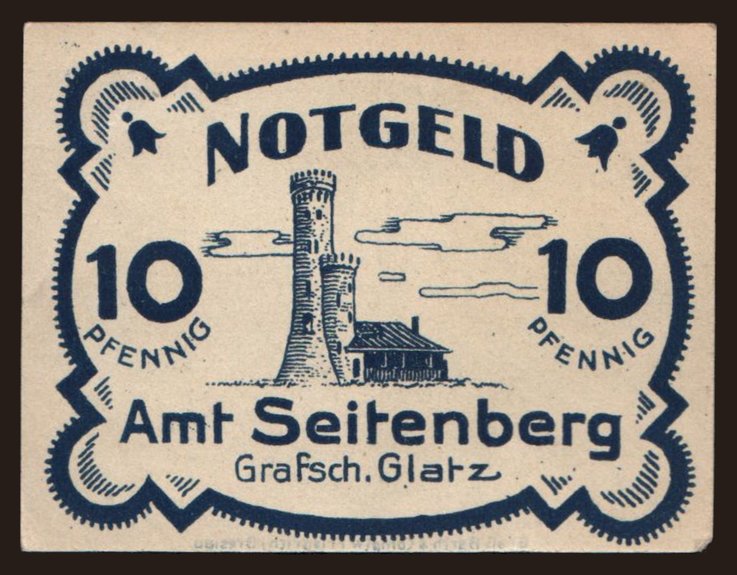 NOTGELD
10 10
PFENNIG PFENNIG
Amt Seitenberg
Grafsch. Glatz